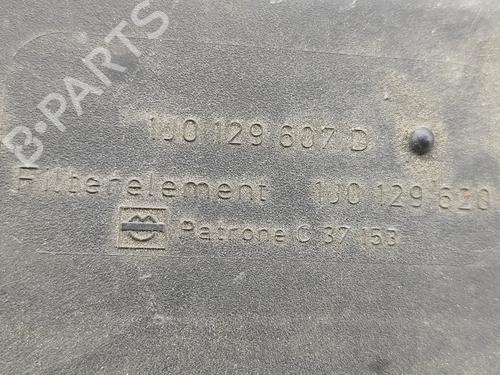 B-PARTS
1J0 129 607 D
Filterelement 1J0 129 620
Patrone C 37 153